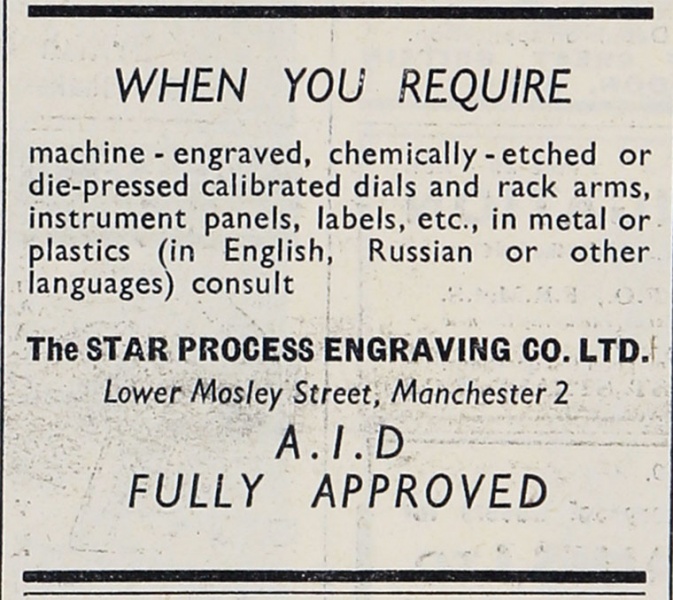 WHEN YOU REQUIRE
machine - engraved, chemically - etched or
die-pressed calibrated dials and rack arms,
instrument panels, labels, etc., in metal or
plastics (in English, Russian or other
languages) consult
The STAR PROCESS ENGRAVING CO. LTD.
Lower Mosley Street, Manchester 2
A.I.D
FULLY APPROVED